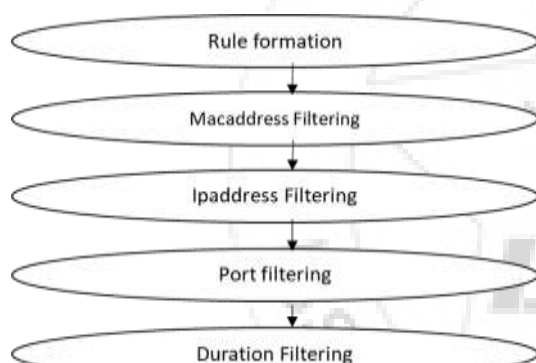 Rule formation
Macaddress Filtering
Ipaddress Filtering
Port filtering
Duration Filtering